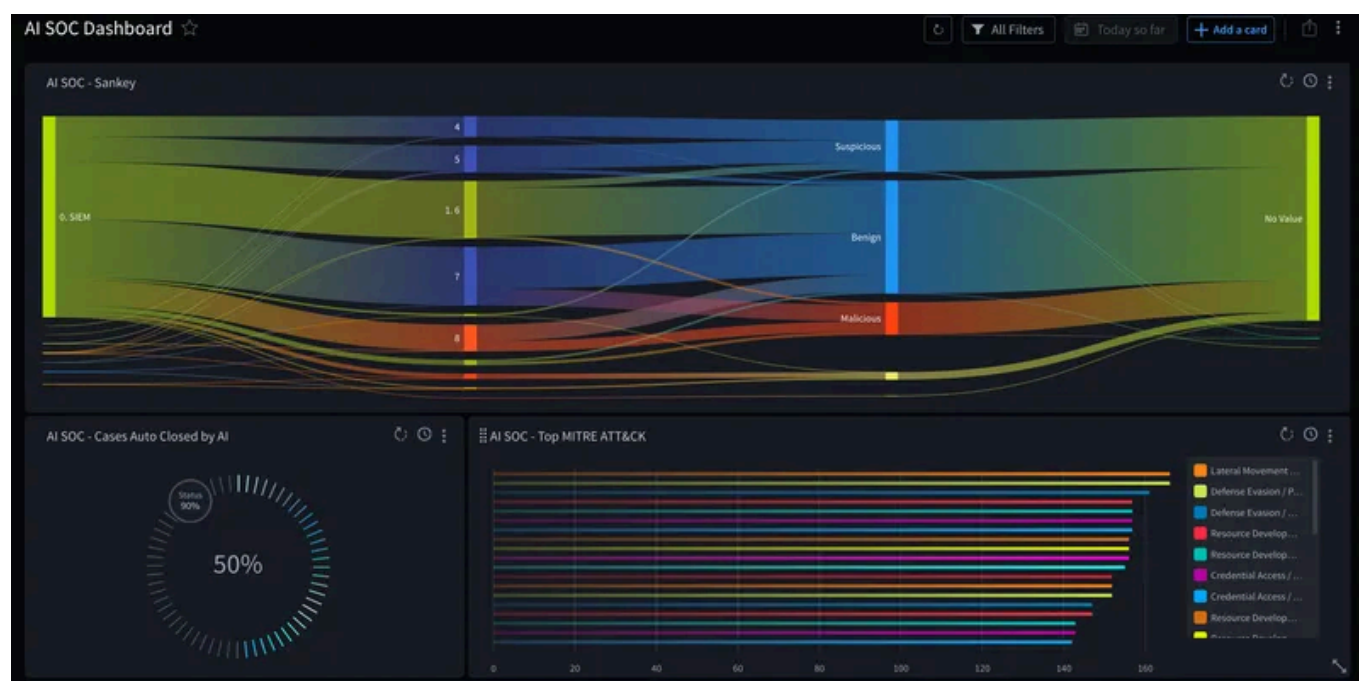 AI SOC Dashboard
All Filters
Today so far
+ Add a card
AI SOC - Sankey
4
5
0. SIEM
1. 6
7
8
Suspicious
Benign
Malicious
No Value
AI SOC - Cases Auto Closed by AI
Status
90%
50%
AI SOC - Top MITRE ATT&CK
0
20
40
60
80
100
120
140
160
Lateral Movement ...
Defense Evasion / P...
Defense Evasion / ...
Resource Develop...
Resource Develop...
Credential Access / ...
Credential Access / ...
Resource Develop...
Resource Develop...